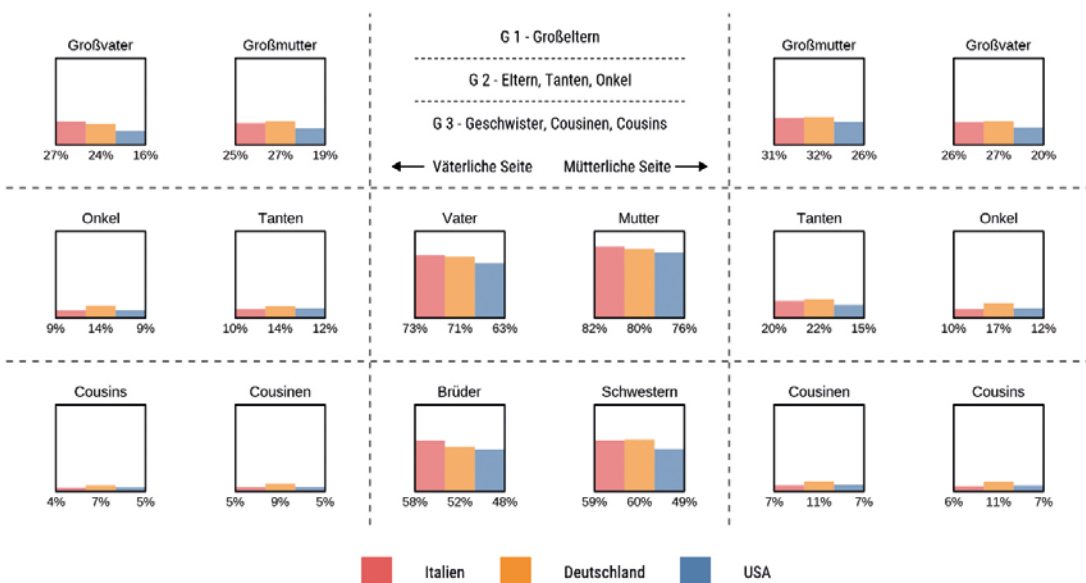 G 1 - Großeltern
Großvater Großmutter Großmutter Großvater
G 2 - Eltern, Tanten, Onkel
G 3 - Geschwister, Cousinen, Cousins
27% 24% 16% 25% 27% 19% 31% 32% 26% 26% 27% 20%
Väterliche Seite Mütterliche Seite
Onkel Tanten Vater Mutter Tanten Onkel
9% 14% 9% 10% 14% 12% 73% 71% 63% 82% 80% 76% 20% 22% 15% 10% 17% 12%
Cousins Cousinen Brüder Schwestern Cousinen Cousins
4% 7% 5% 5% 9% 5% 58% 52% 48% 59% 60% 49% 7% 11% 7% 6% 11% 7%
Italien Deutschland USA